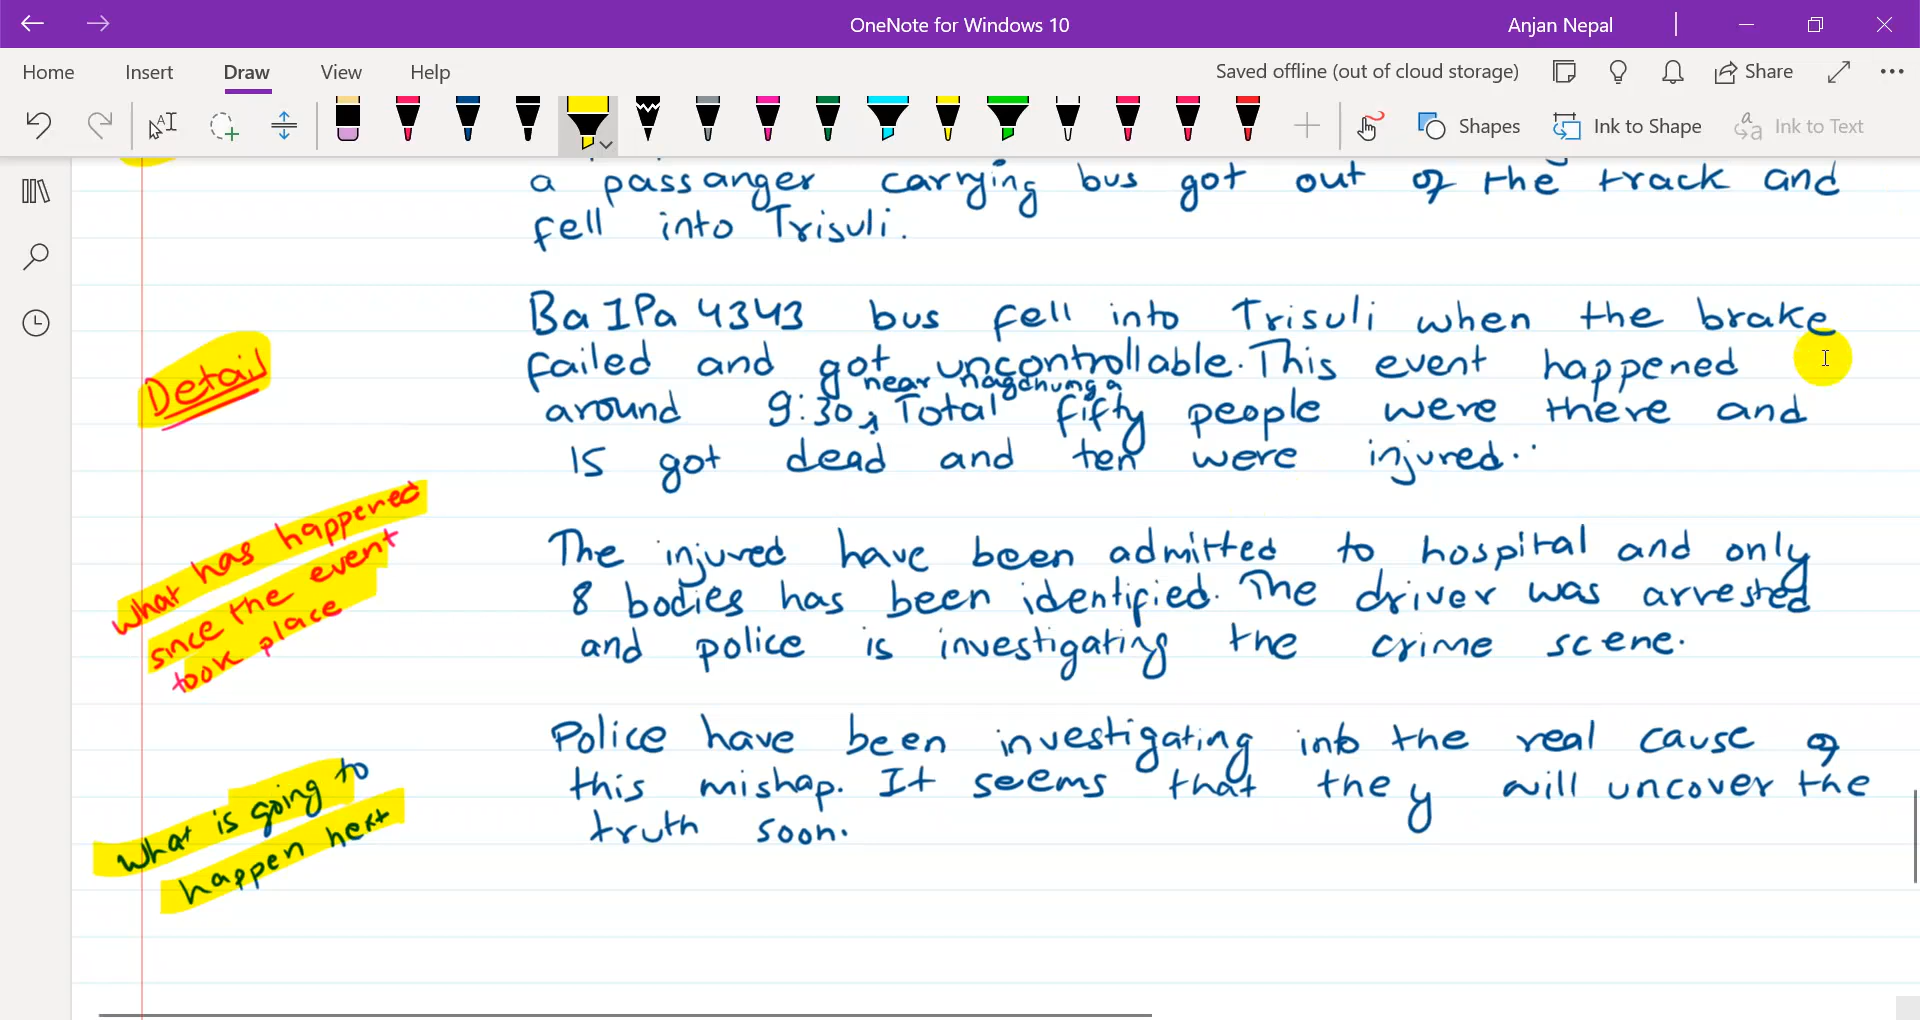 OneNote for Windows 10
Anjan Nepal
Home Insert Draw View Help
Saved offline (out of cloud storage)
Share
Shapes
Ink to Shape
Ink to Text
a passanger carrying bus got out of the track and
fell into Trisuli.
Detail
Ba 1 Pa 4343 bus fell into Trisuli when the brake
failed and got uncontrollable. This event happened
near nagdhunga
around 9:30, Total fifty people were there and
15 got dead and ten were injured..
what has happened
since the event
took place
The injured have been admitted to hospital and only
8 bodies has been identified. The driver was arrested
and police is investigating the crime scene.
what is going to
happen next
Police have been investigating into the real cause of
this mishap. It seems that they will uncover the
truth soon.